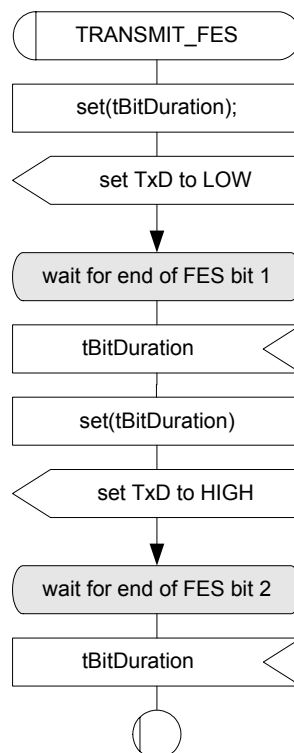 TRANSMIT_FES
set(tBitDuration);
set TxD to LOW
wait for end of FES bit 1
tBitDuration
set(tBitDuration)
set TxD to HIGH
wait for end of FES bit 2
tBitDuration